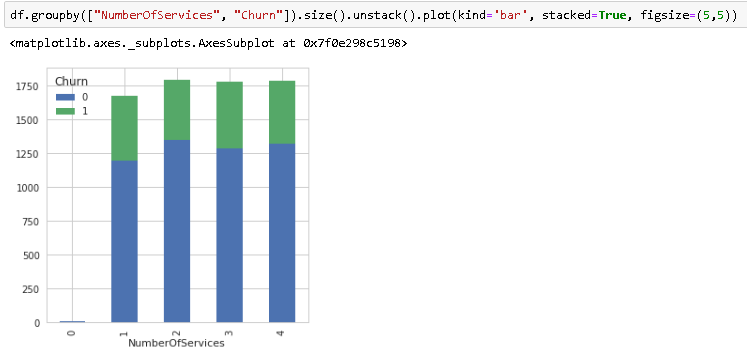 df.groupby(["NumberOfServices", "Churn"]).size().unstack().plot(kind='bar', stacked=True, figsize=(5,5))
<matplotlib.axes._subplots.AxesSubplot at 0x7f0e298c5198>
Churn
0
1
1750
1500
1250
1000
750
500
250
0
0 1 2 3 4
NumberOfServices